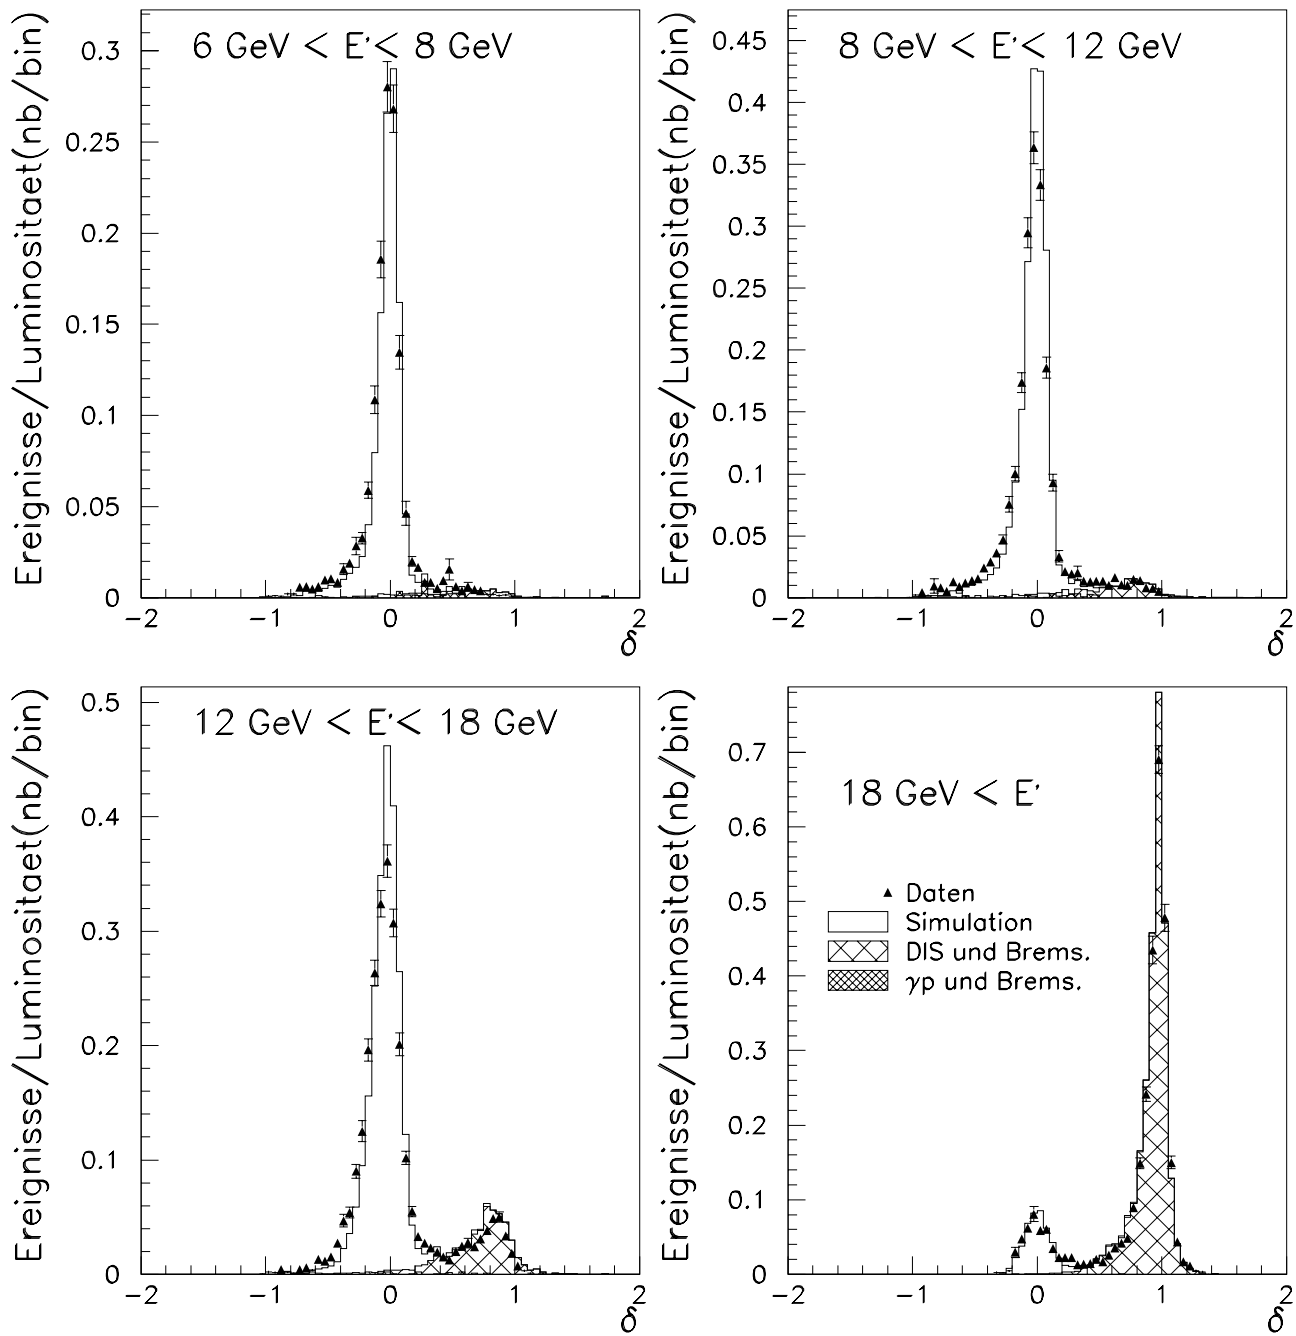 6 GeV < E'< 8 GeV
Ereignisse/Luminositaet(nb/bin)
0.3
0.25
0.2
0.15
0.1
0.05
0
−2 −1 0 1 2
δ
8 GeV < E'< 12 GeV
Ereignisse/Luminositaet(nb/bin)
0.45
0.4
0.35
0.3
0.25
0.2
0.15
0.1
0.05
0
−2 −1 0 1 2
δ
12 GeV < E'< 18 GeV
Ereignisse/Luminositaet(nb/bin)
0.5
0.4
0.3
0.2
0.1
0
−2 −1 0 1 2
δ
18 GeV < E'
Ereignisse/Luminositaet(nb/bin)
0.7
0.6
0.5
0.4
0.3
0.2
0.1
0
Daten
Simulation
DIS und Brems.
γp und Brems.
−2 −1 0 1 2
δ